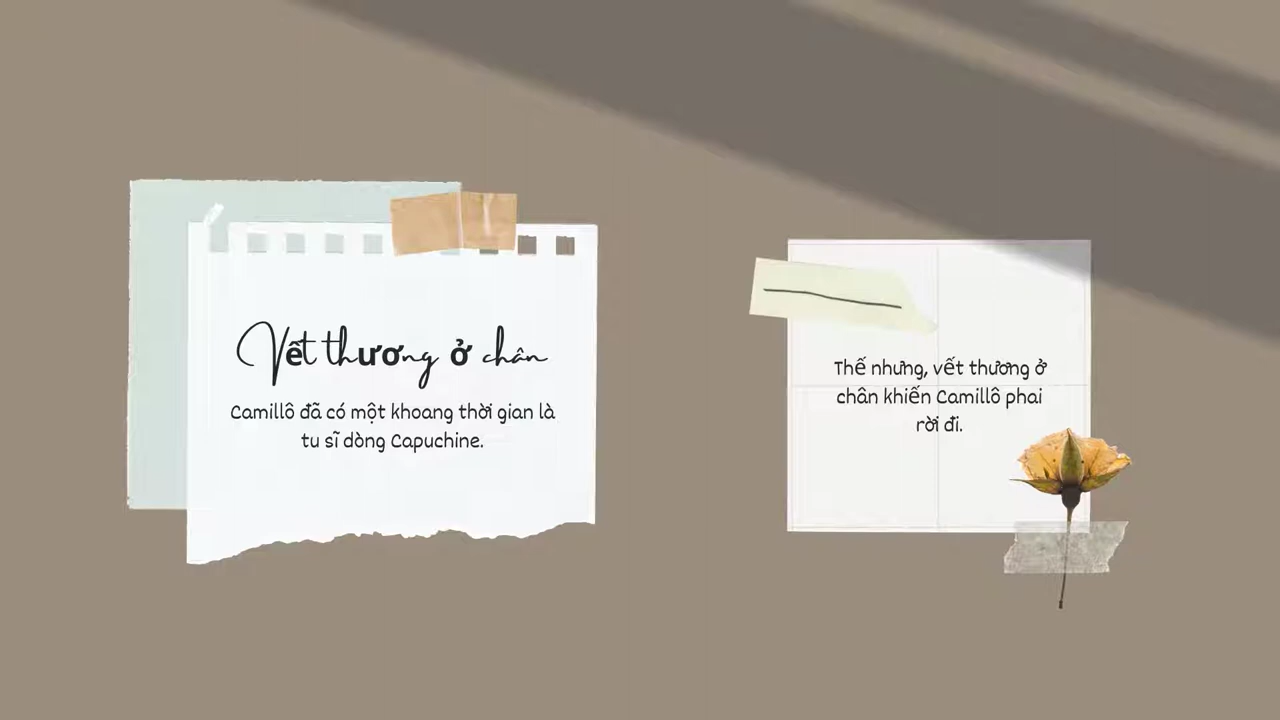 Vết thương ở chân
Camillô đã có một khoang thời gian là
tu sĩ dòng Capuchine.
Thế nhưng, vết thương ở
chân khiến Camillô phai
rời đi.